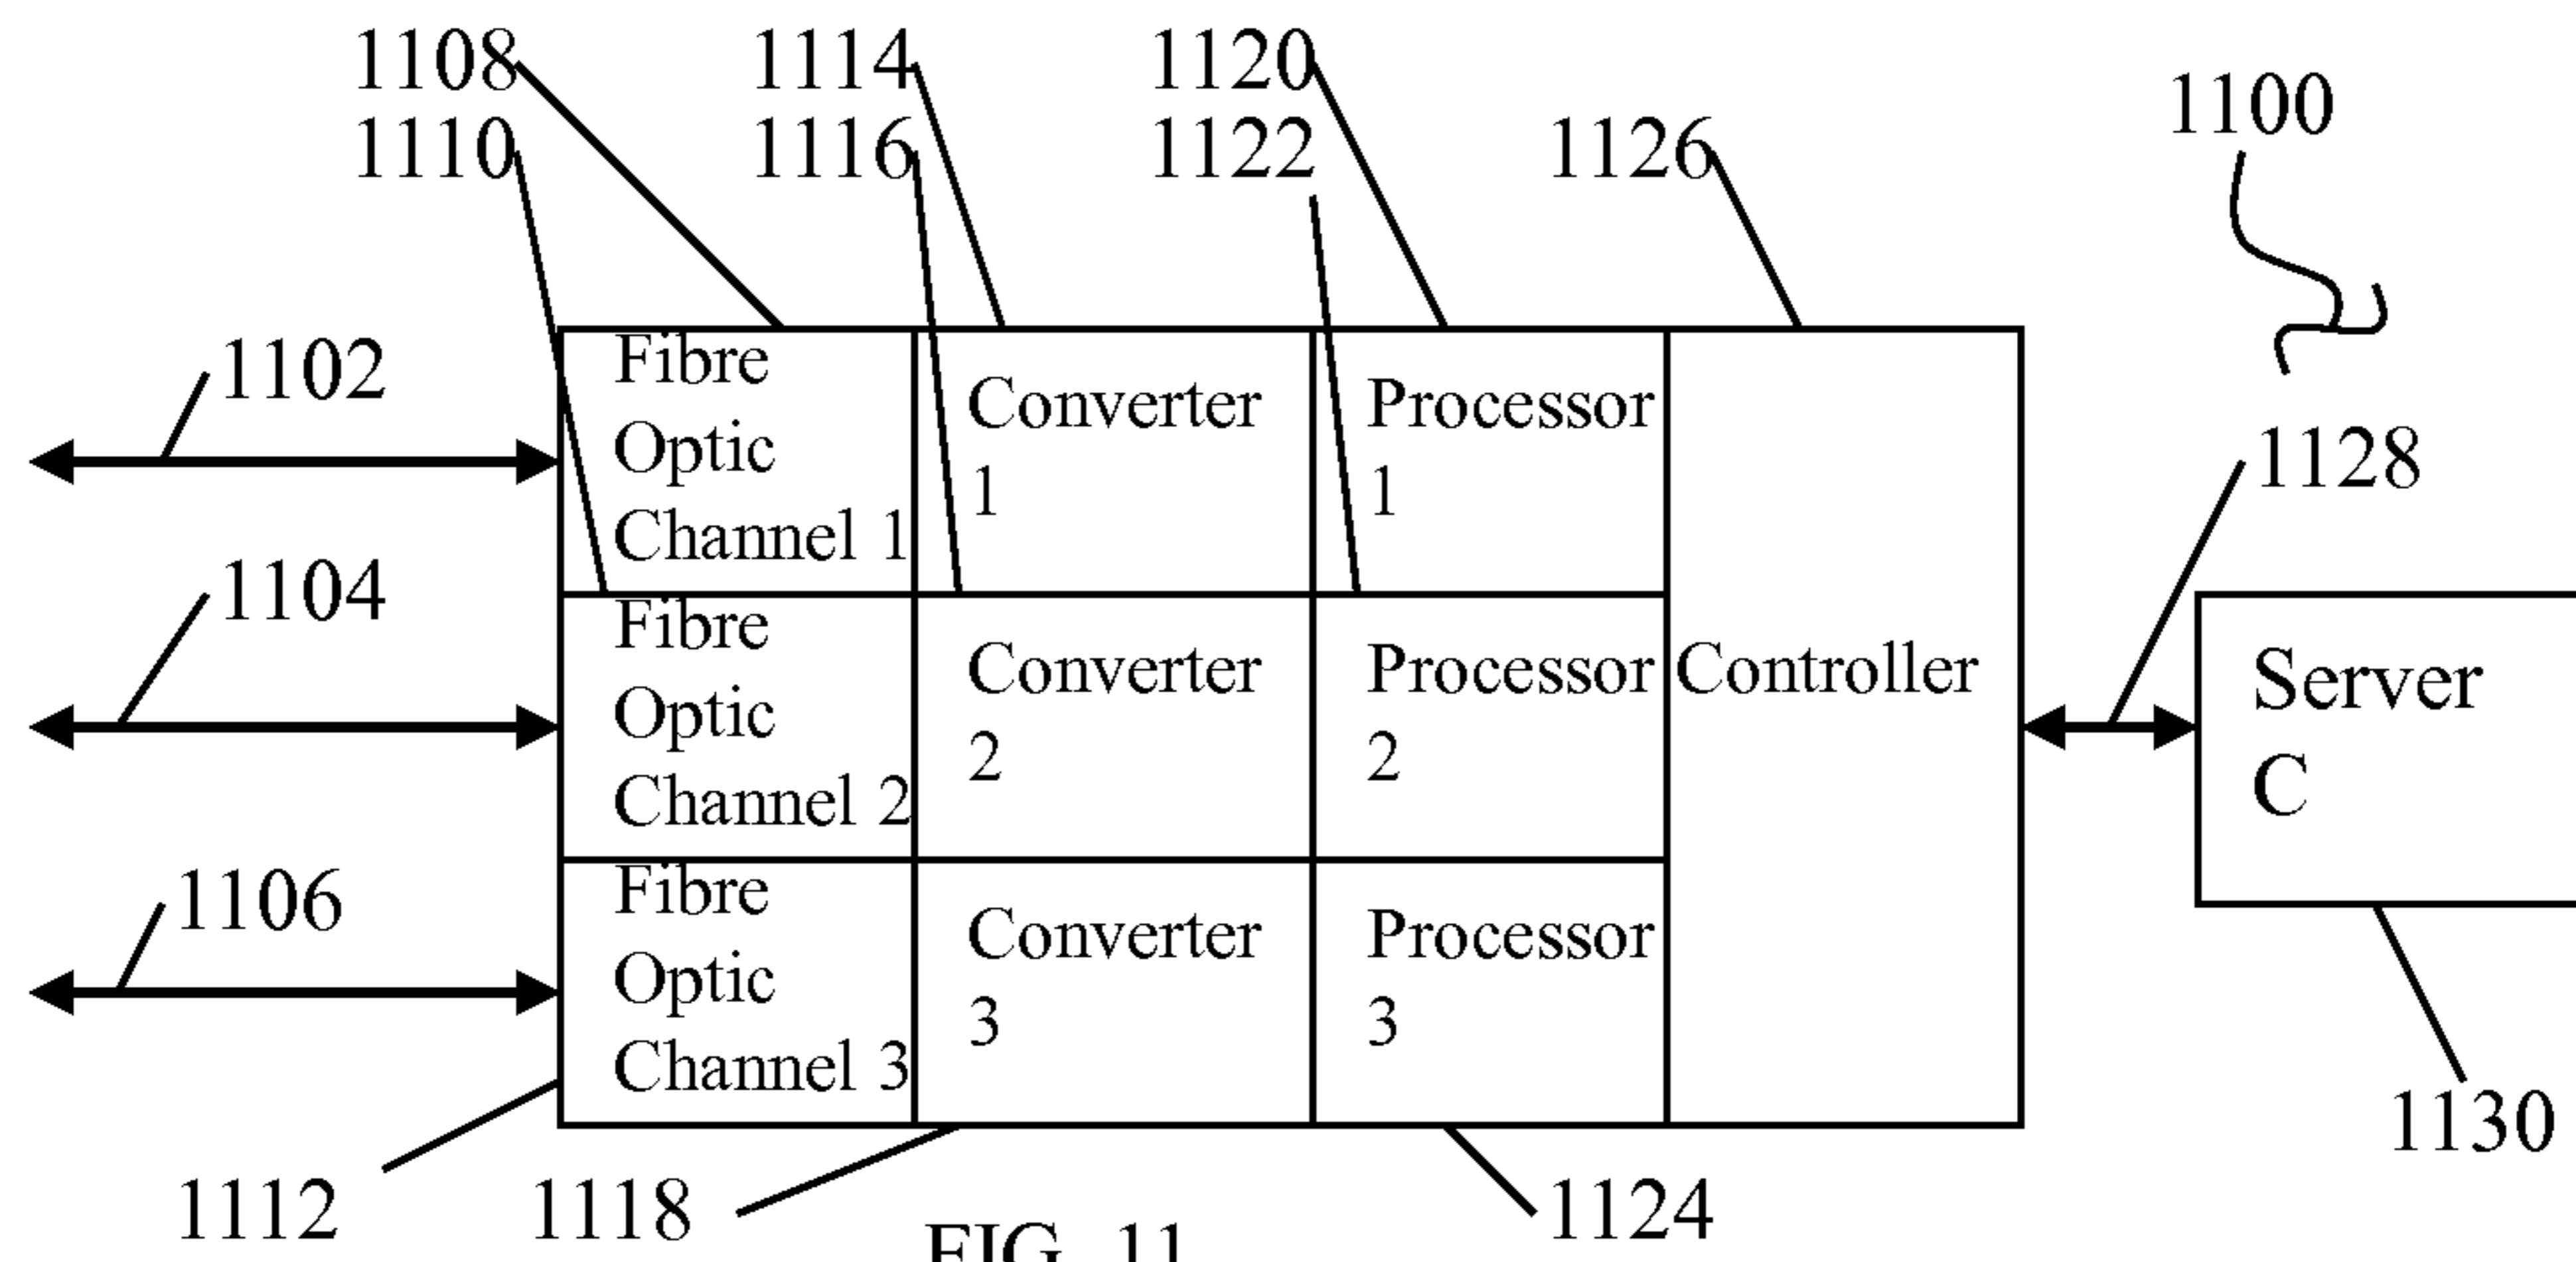 1108 1114 1120 1100
1110 1116 1122 1126
1102
1104
1106
Fibre
Optic
Channel 1
Converter
1
Processor
1
Fibre
Optic
Channel 2
Converter
2
Processor
2
Controller
1128
Server
C
Fibre
Optic
Channel 3
Converter
3
Processor
3
1130
1112 1118 1124
FIG. 11